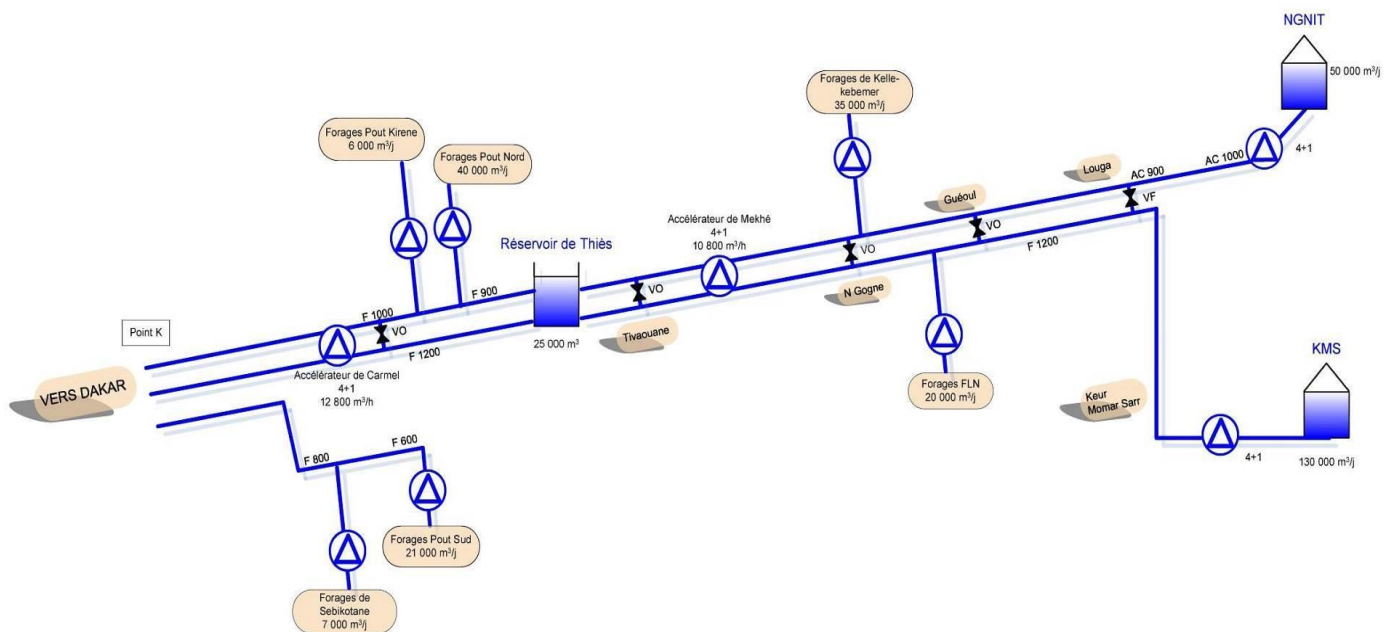 NGNIT
50 000 m³/j
4+1
AC 1000
AC 900
VF
Louga
Forages de Kelle-
kebemer
35 000 m³/j
Guéoul
VO
F 1200
Forages Pout Kirene
6 000 m³/j
Forages Pout Nord
40 000 m³/j
Accélérateur de Mekhé
4+1
10 800 m³/h
VO
N Gogne
Réservoir de Thiès
25 000 m³
VO
Tivaouane
F 900
F 1000
VO
F 1200
Point K
Accélérateur de Carmel
4+1
12 800 m³/h
VERS DAKAR
Forages FLN
20 000 m³/j
KMS
Keur
Momar Sarr
4+1
130 000 m³/j
F 600
F 800
Forages Pout Sud
21 000 m³/j
Forages de
Sebikotane
7 000 m³/j